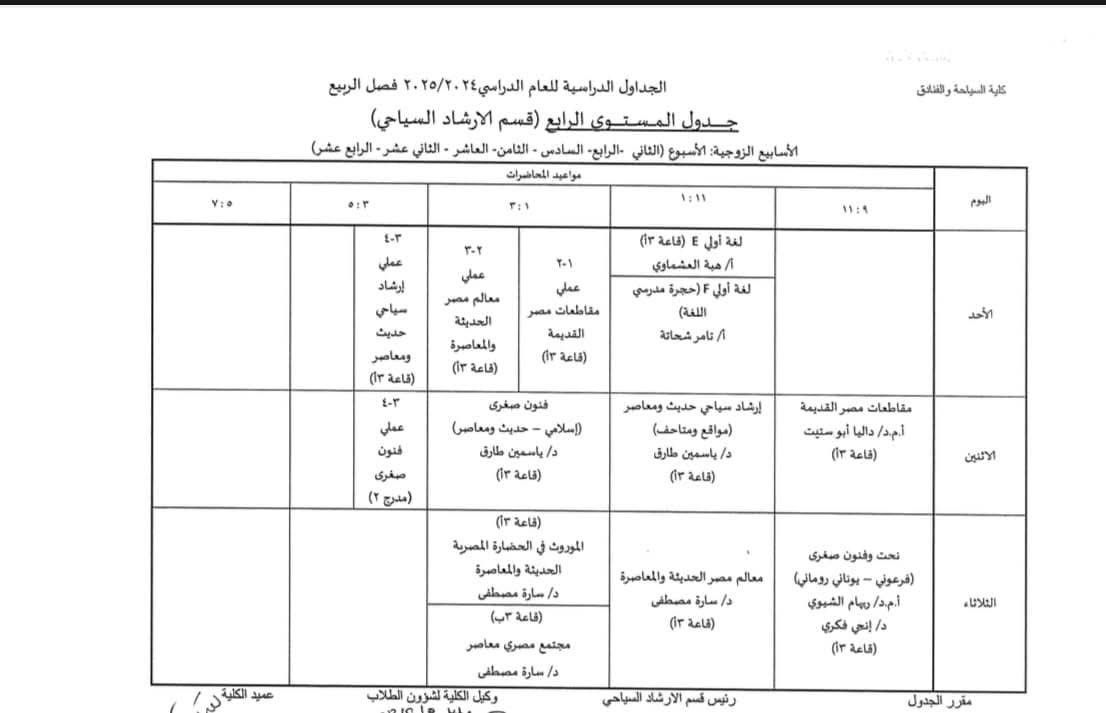 كلية السياحة والفنادق
الجداول الدراسية للعام الدراسي ٢٠٢٥/٢٠٢٤ فصل الربيع
جدول المستوى الرابع (قسم الارشاد السياحي)
الأسابيع الزوجية: الأسبوع (الثاني -الرابع- السادس - الثامن- العاشر - الثاني عشر - الرابع عشر)
اليوم
مواعيد المحاضرات
١١:٩
١:١١
٣:١
٥:٣
٧:٥
الأحد
لغة أولي E (قاعة ٣أ)
أ/ هبة العشماوي
لغة أولي F (حجرة مدرسي
اللغة)
أ/ تامر شحاتة
٢-١
عملي
مقاطعات مصر
القديمة
(قاعة ٣أ)
٣-٢
عملي
معالم مصر
الحديثة
والمعاصرة
(قاعة ٣أ)
٤-٣
عملي
إرشاد
سياحي
حديث
ومعاصر
(قاعة ٣أ)
الاثنين
مقاطعات مصر القديمة
أ.م.د/ داليا أبو ستيت
(قاعة ٣أ)
إرشاد سياحي حديث ومعاصر
(مواقع ومتاحف)
د/ ياسمين طارق
(قاعة ٣أ)
فنون صغرى
(إسلامي – حديث ومعاصر)
د/ ياسمين طارق
(قاعة ٣أ)
٤-٣
عملي
فنون
صغرى
(مدرج ٢)
الثلاثاء
نحت وفنون صغرى
(فرعوني – يوناني روماني)
أ.م.د/ ريهام الشيوي
د/ إنجي فكري
(قاعة ٣أ)
معالم مصر الحديثة والمعاصرة
د/ سارة مصطفى
(قاعة ٣أ)
(قاعة ٣أ)
الموروث في الحضارة المصرية
الحديثة والمعاصرة
د/ سارة مصطفى
(قاعة ٣ب)
مجتمع مصري معاصر
د/ سارة مصطفى
مقرر الجدول
رئيس قسم الارشاد السياحي
وكيل الكلية لشؤون الطلاب
عميد الكلية